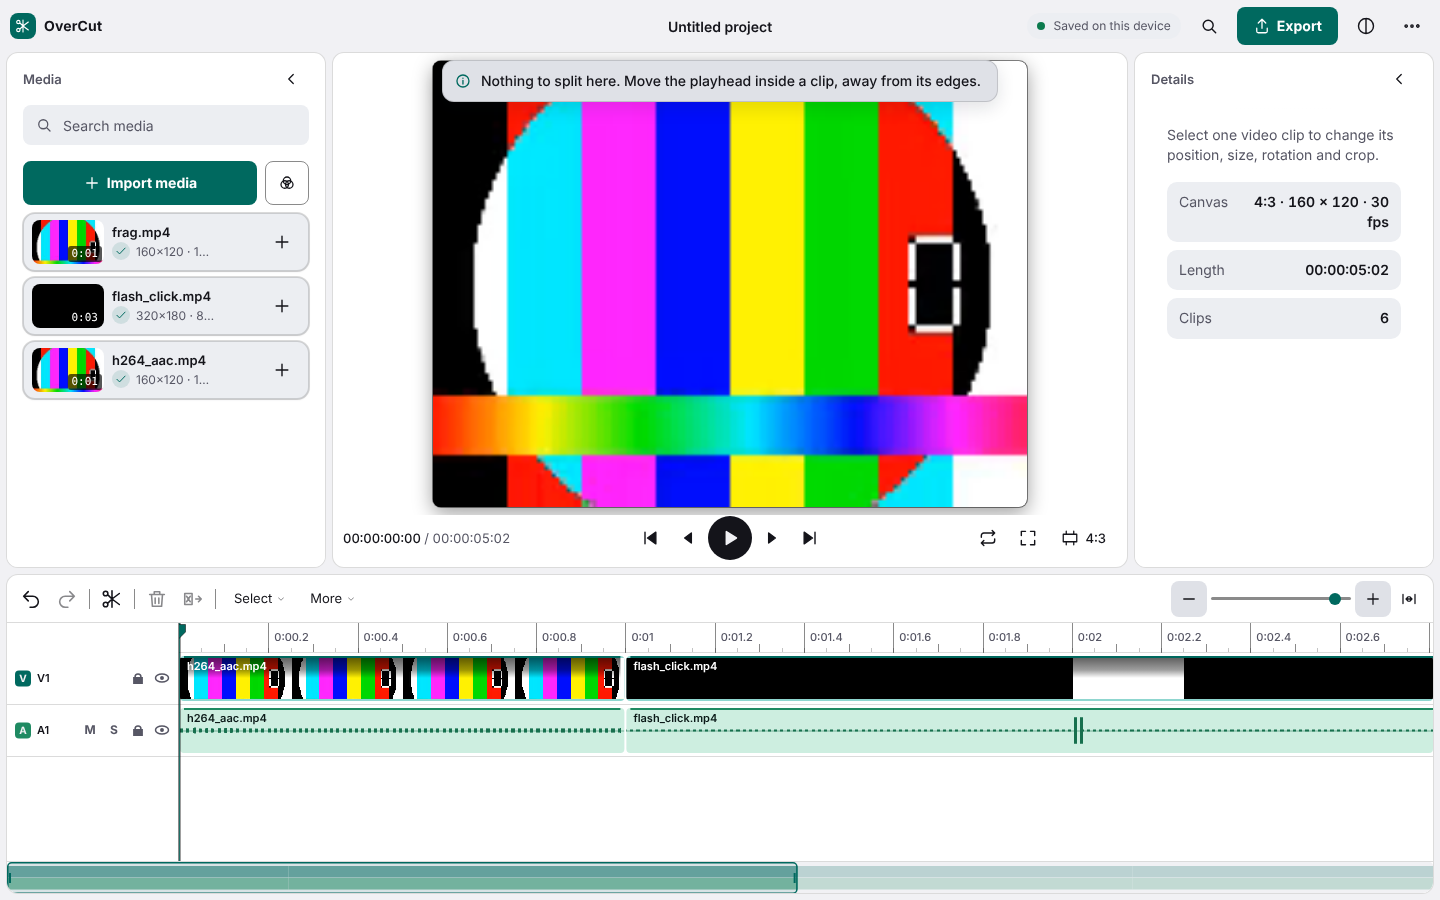 OverCut
Untitled project
Saved on this device
Export
Media
Search media
Import media
frag.mp4
0:01
160×120 · 1…
flash_click.mp4
0:03
320×180 · 8…
h264_aac.mp4
0:01
160×120 · 1…
Nothing to split here. Move the playhead inside a clip, away from its edges.
00:00:00:00 / 00:00:05:02
4:3
Details
Select one video clip to change its
position, size, rotation and crop.
Canvas 4:3 · 160 × 120 · 30
fps
Length 00:00:05:02
Clips 6
Select
More
0:00.2 0:00.4 0:00.6 0:00.8 0:01 0:01.2 0:01.4 0:01.6 0:01.8 0:02 0:02.2 0:02.4 0:02.6
V V1
h264_aac.mp4 flash_click.mp4
A A1 M S
h264_aac.mp4 flash_click.mp4